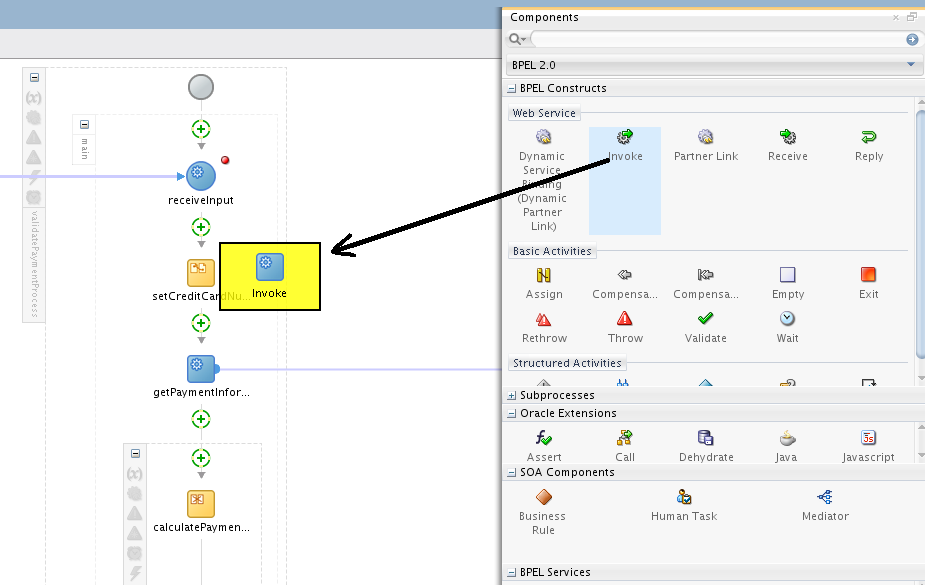 Components
BPEL 2.0
BPEL Constructs
Web Service
Dynamic
Service
Binding
(Dynamic
Partner
Link)
Invoke
Partner Link
Receive
Reply
Basic Activities
Assign
Compensa...
Compensa...
Empty
Exit
Rethrow
Throw
Validate
Wait
Structured Activities
Subprocesses
Oracle Extensions
Assert
Call
Dehydrate
Java
Javascript
SOA Components
Business
Rule
Human Task
Mediator
BPEL Services
validatePaymentProcess
(x)
main
receiveInput
setCreditCardNu...
Invoke
getPaymentInfor...
(x)
calculatePaymen...